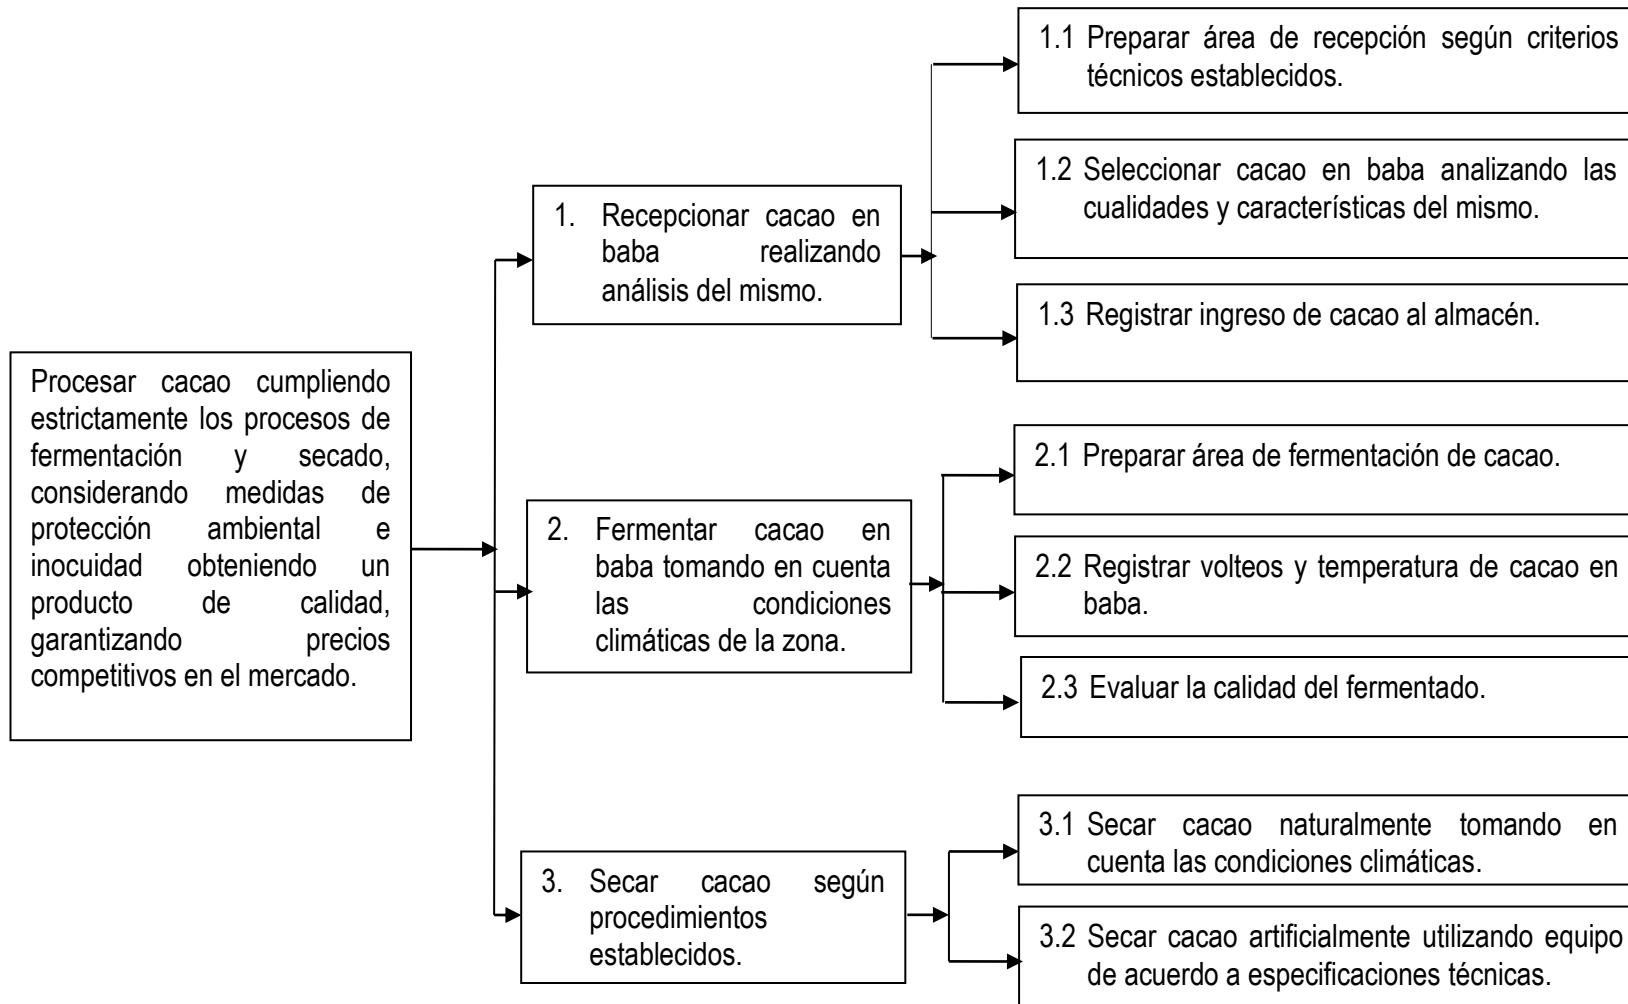 Procesar cacao cumpliendo
estrictamente los procesos de
fermentación y secado,
considerando medidas de
protección ambiental e
inocuidad obteniendo un
producto de calidad,
garantizando precios
competitivos en el mercado.
1. Recepcionar cacao en
baba realizando
análisis del mismo.
1.1 Preparar área de recepción según criterios
técnicos establecidos.
1.2 Seleccionar cacao en baba analizando las
cualidades y características del mismo.
1.3 Registrar ingreso de cacao al almacén.
2. Fermentar cacao en
baba tomando en cuenta
las condiciones
climáticas de la zona.
2.1 Preparar área de fermentación de cacao.
2.2 Registrar volteos y temperatura de cacao en
baba.
2.3 Evaluar la calidad del fermentado.
3. Secar cacao según
procedimientos
establecidos.
3.1 Secar cacao naturalmente tomando en
cuenta las condiciones climáticas.
3.2 Secar cacao artificialmente utilizando equipo
de acuerdo a especificaciones técnicas.